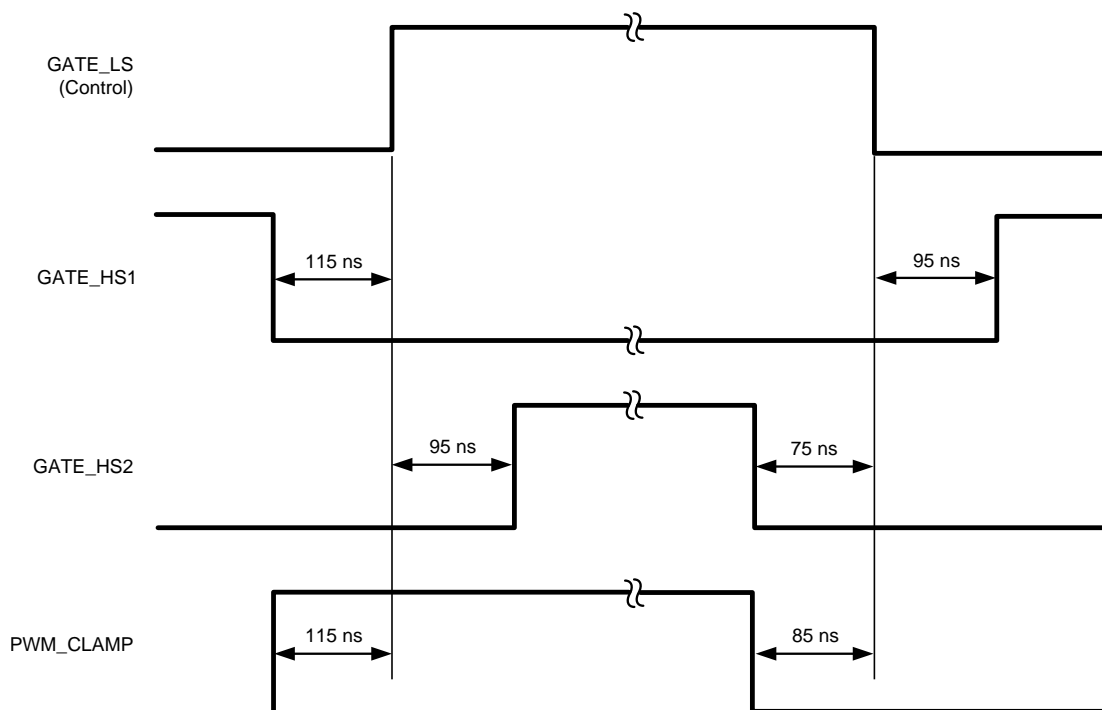 GATE_LS
(Control)
GATE_HS1
115 ns
95 ns
GATE_HS2
95 ns
75 ns
PWM_CLAMP
115 ns
85 ns